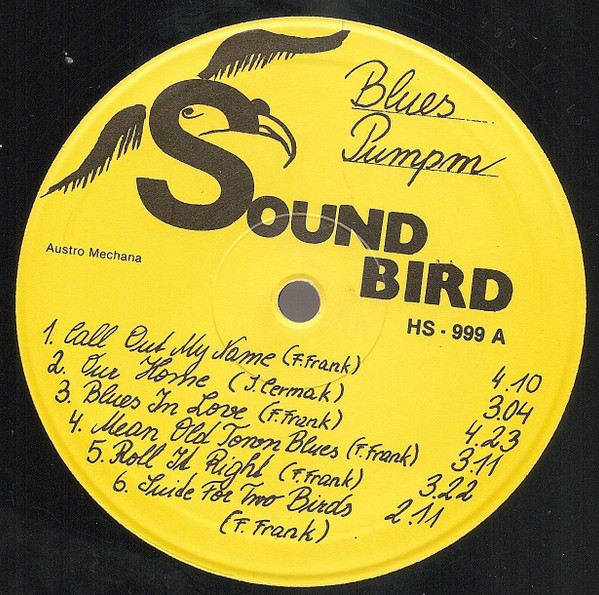 Blues
Pumpm
SOUND
BIRD
Austro Mechana
HS - 999 A
1. Call Out My Name (F.Frank) 4.10
2. Our Home (J.Cermak) 3.04
3. Blues In Love (F.Frank) 4.23
4. Mean Old Tonon Blues (F.Frank) 3.11
5. Roll It Right (F.Frank) 3.22
6. Suide For Two Birds 2.11
(F.Frank)